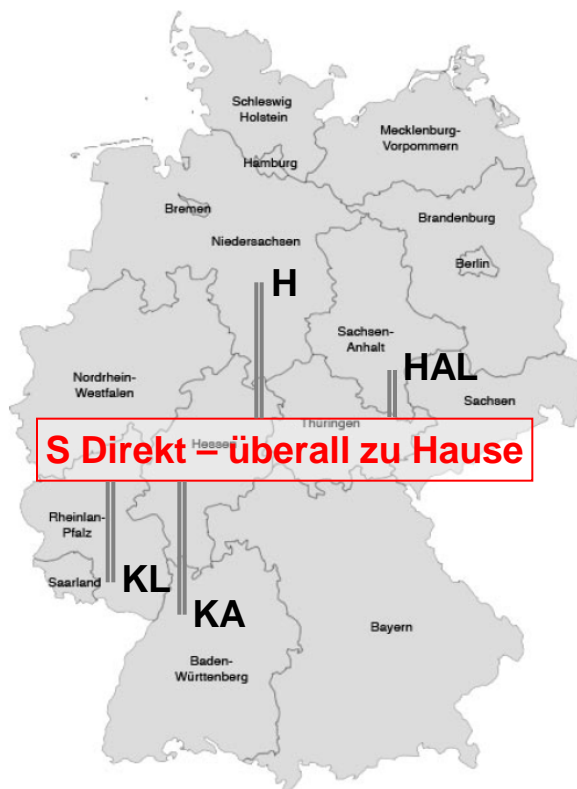 Schleswig
Holstein
Mecklenburg-
Vorpommern
Hamburg
Bremen
Brandenburg
Niedersachsen
Berlin
H
Sachsen-
Anhalt
HAL
Nordrhein-
Westfalen
Sachsen
Thüringen
Hessen
S Direkt – überall zu Hause
Rheinlan-
Pfalz
Saarland
KL
KA
Bayern
Baden-
Württenberg